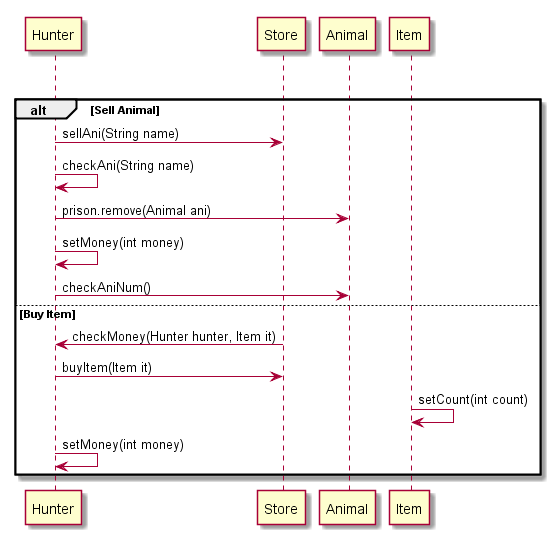 Hunter Store Animal Item
alt [Sell Animal]
sellAni(String name)
checkAni(String name)
prison.remove(Animal ani)
setMoney(int money)
checkAniNum()
[Buy Item]
checkMoney(Hunter hunter, Item it)
buyItem(Item it)
setCount(int count)
setMoney(int money)
Hunter Store Animal Item